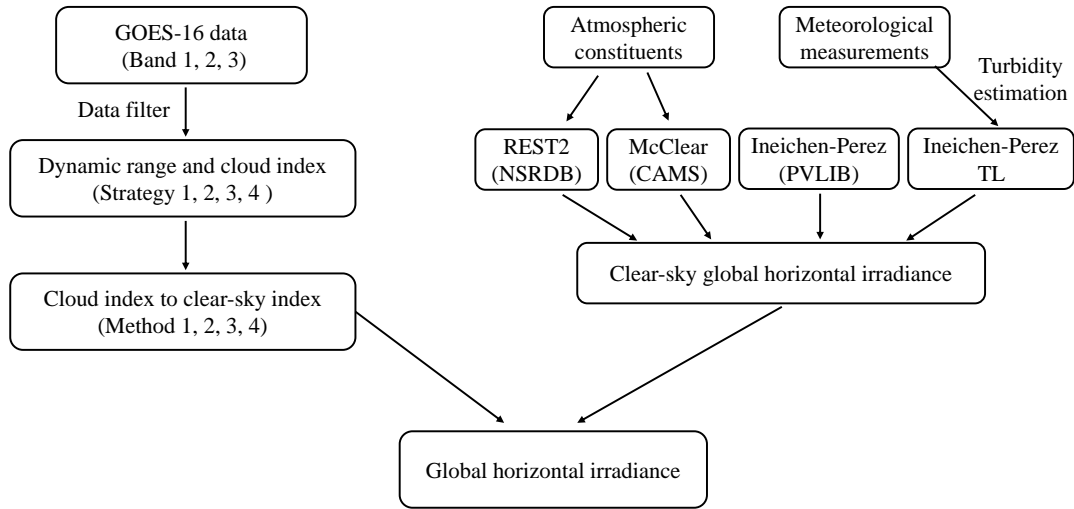 GOES-16 data
(Band 1, 2, 3)
Data filter
Dynamic range and cloud index
(Strategy 1, 2, 3, 4 )
Cloud index to clear-sky index
(Method 1, 2, 3, 4)
Atmospheric
constituents
Meteorological
measurements
Turbidity
estimation
REST2
(NSRDB)
McClear
(CAMS)
Ineichen-Perez
(PVLIB)
Ineichen-Perez
TL
Clear-sky global horizontal irradiance
Global horizontal irradiance